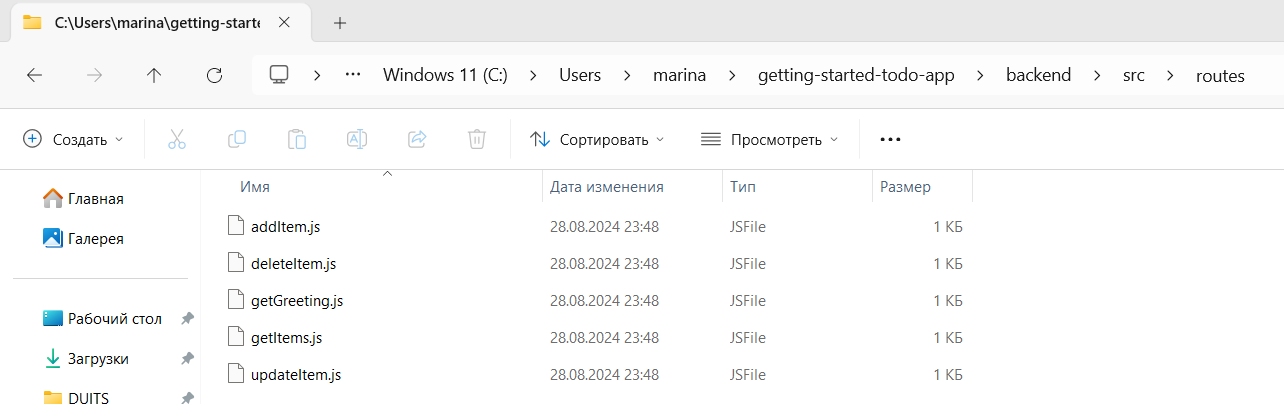 C:\Users\marina\getting-starte
Windows 11 (C:) Users marina getting-started-todo-app backend src routes
Создать Сортировать Просмотреть
Имя Дата изменения Тип Размер
Главная
addItem.js 28.08.2024 23:48 JSFile 1 КБ
Галерея
deleteItem.js 28.08.2024 23:48 JSFile 1 КБ
getGreeting.js 28.08.2024 23:48 JSFile 1 КБ
Рабочий стол
getItems.js 28.08.2024 23:48 JSFile 1 КБ
Загрузки
updateItem.js 28.08.2024 23:48 JSFile 1 КБ
DUITS